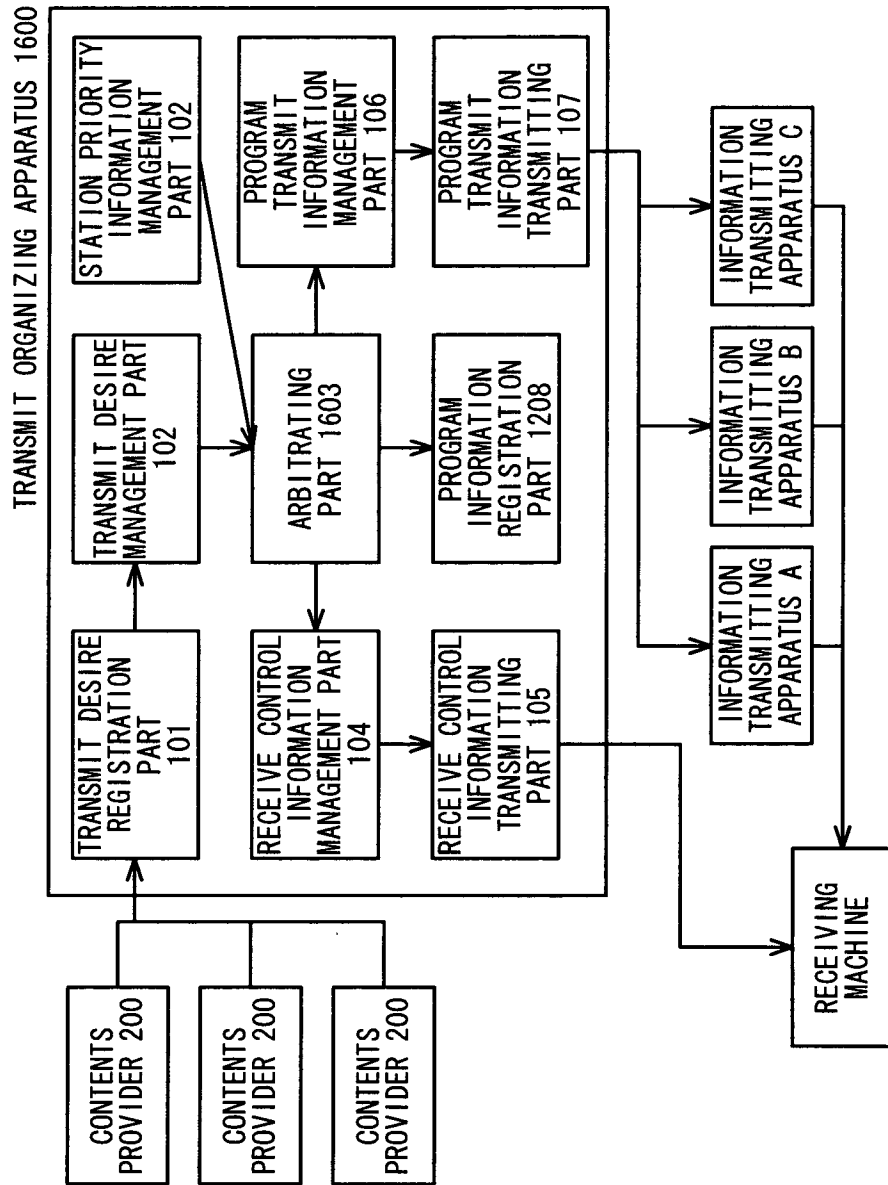 TRANSMIT ORGANIZING APPARATUS 1600
CONTENTS
PROVIDER 200
CONTENTS
PROVIDER 200
CONTENTS
PROVIDER 200
TRANSMIT DESIRE
REGISTRATION
PART
101
TRANSMIT DESIRE
MANAGEMENT PART
102
STATION PRIORITY
INFORMATION
MANAGEMENT
PART 102
RECEIVE CONTROL
INFORMATION
MANAGEMENT PART
104
ARBITRATING
PART 1603
PROGRAM
TRANSMIT
INFORMATION
MANAGEMENT
PART 106
RECEIVE CONTROL
INFORMATION
TRANSMITTING
PART 105
PROGRAM
INFORMATION
REGISTRATION
PART 1208
PROGRAM
TRANSMIT
INFORMATION
TRANSMITTING
PART 107
RECEIVING
MACHINE
INFORMATION
TRANSMITTING
APPARATUS A
INFORMATION
TRANSMITTING
APPARATUS B
INFORMATION
TRANSMITTING
APPARATUS C